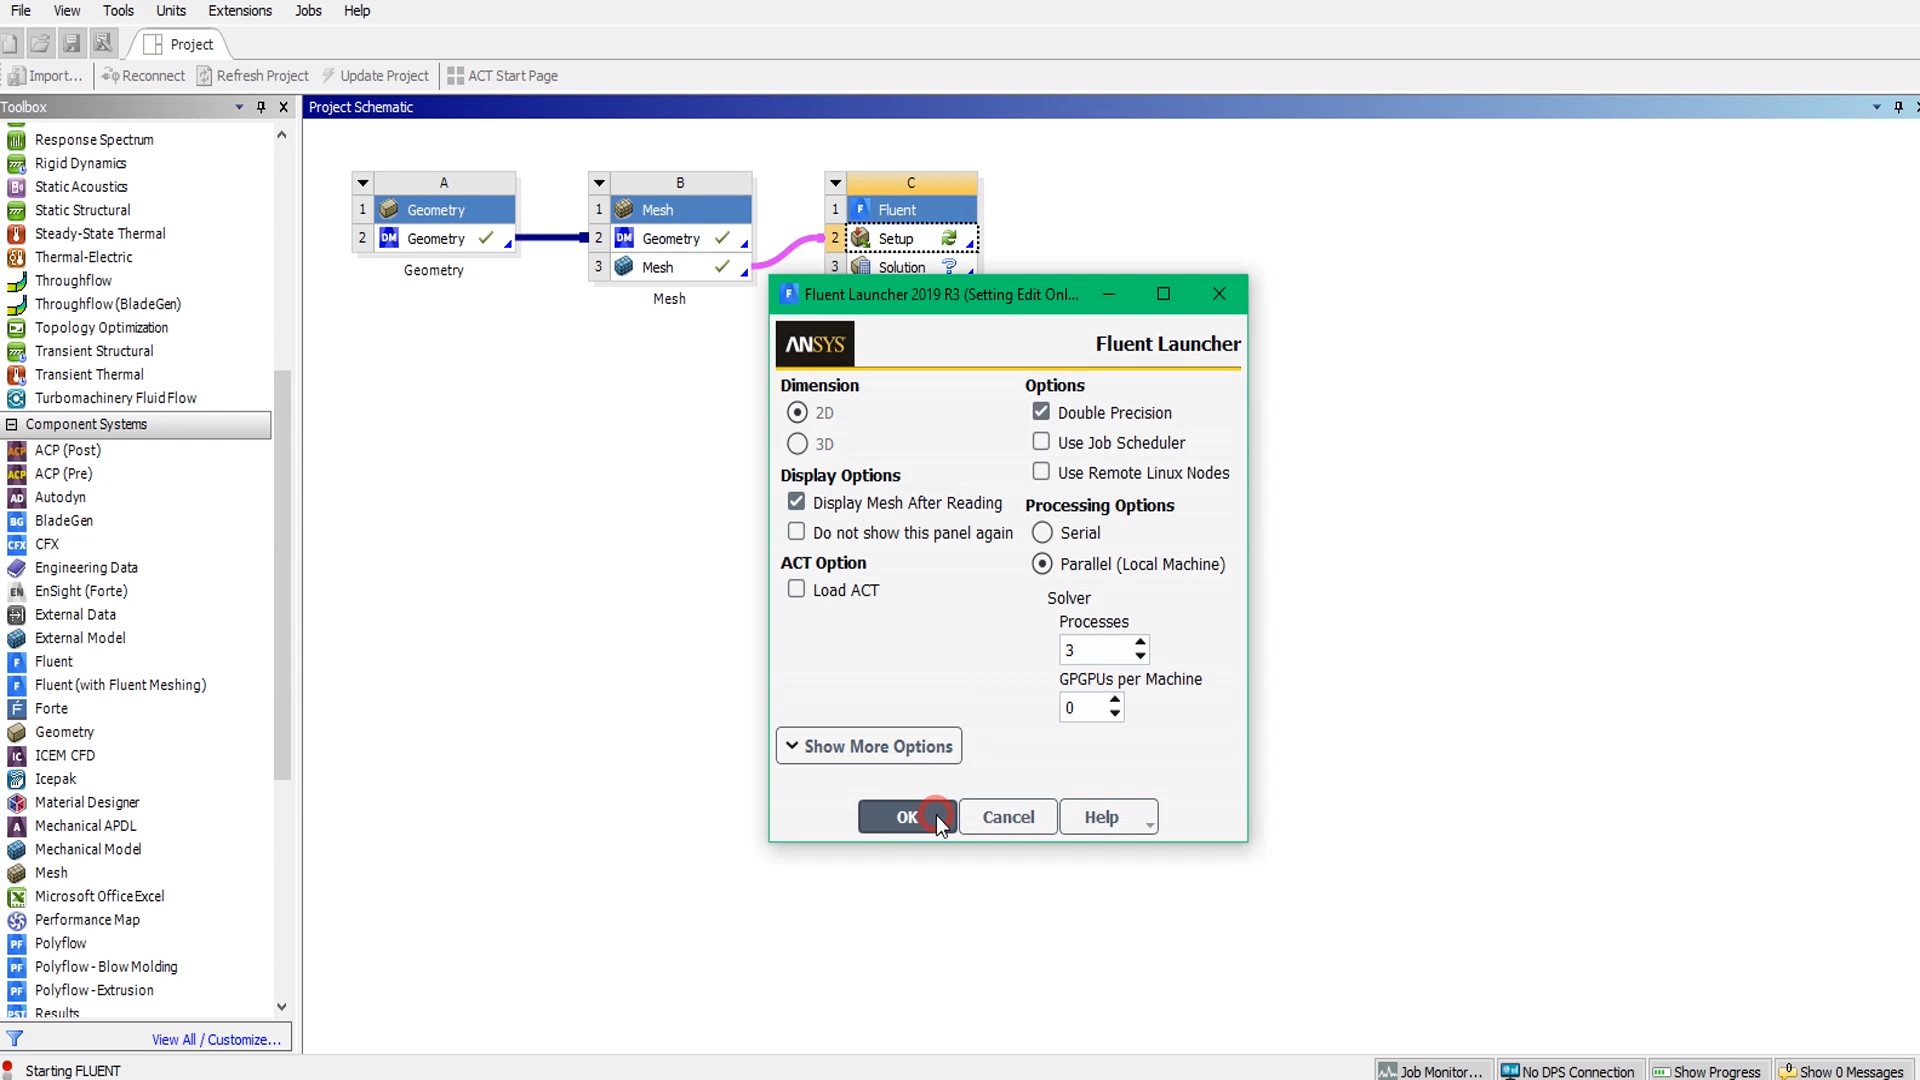 File View Tools Units Extensions Jobs Help
Project
Import... Reconnect Refresh Project Update Project ACT Start Page
Toolbox
Project Schematic
Response Spectrum
Rigid Dynamics
Static Acoustics
Static Structural
Steady-State Thermal
Thermal-Electric
Throughflow
Throughflow (BladeGen)
Topology Optimization
Transient Structural
Transient Thermal
Turbomachinery Fluid Flow
Component Systems
ACP (Post)
ACP (Pre)
Autodyn
BladeGen
CFX
Engineering Data
EnSight (Forte)
External Data
External Model
Fluent
Fluent (with Fluent Meshing)
Forte
Geometry
ICEM CFD
Icepak
Material Designer
Mechanical APDL
Mechanical Model
Mesh
Microsoft Office Excel
Performance Map
Polyflow
Polyflow - Blow Molding
Polyflow - Extrusion
Results
View All / Customize...
A
1 Geometry
2 DM Geometry
Geometry
B
1 Mesh
2 DM Geometry
3 Mesh
Mesh
C
1 Fluent
2 Setup
3 Solution
Fluent Launcher 2019 R3 (Setting Edit Onl...
ANSYS
Fluent Launcher
Dimension
2D
3D
Display Options
Display Mesh After Reading
Do not show this panel again
ACT Option
Load ACT
Options
Double Precision
Use Job Scheduler
Use Remote Linux Nodes
Processing Options
Serial
Parallel (Local Machine)
Solver
Processes
3
GPGPUs per Machine
0
Show More Options
OK Cancel Help
Starting FLUENT
Job Monitor... No DPS Connection Show Progress Show 0 Messages